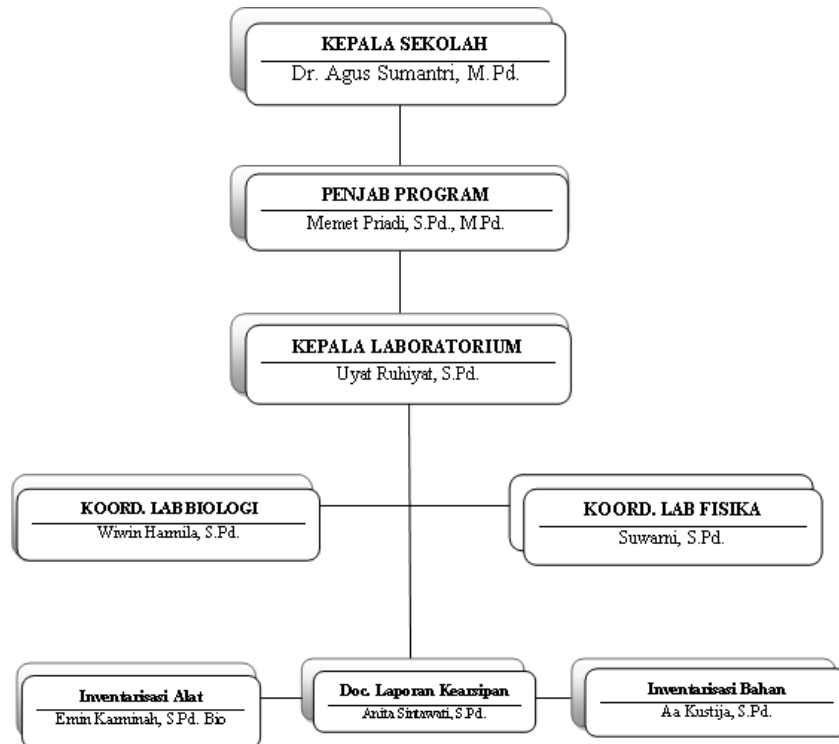 KEPALA SEKOLAH
Dr. Agus Sumantri, M.Pd.
PENJAB PROGRAM
Memet Priadi, S.Pd., M.Pd.
KEPALA LABORATORIUM
Uyat Ruhiyat, S.Pd.
KOORD. LAB BIOLOGI
Wiwin Harmila, S.Pd.
KOORD. LAB FISIKA
Suwarni, S.Pd.
Inventarisasi Alat
Emin Karminah, S.Pd. Bio
Doc. Laporan Kearsipan
Anita Sintawati, S.Pd.
Inventarisasi Bahan
Aa Kustija, S.Pd.